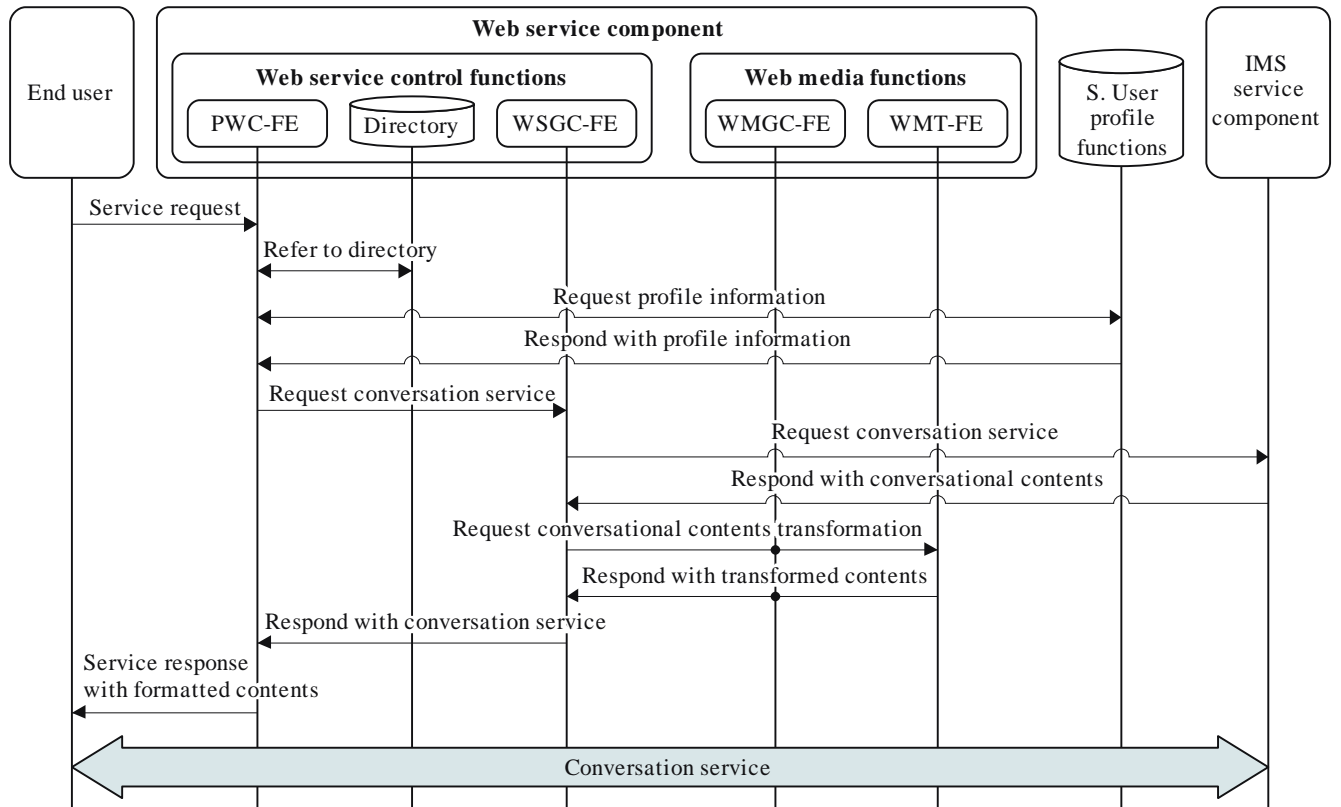 Web service component
Web service control functions
Web media functions
End user
PWC-FE
Directory
WSGC-FE
WMGC-FE
WMT-FE
S. User
profile
functions
IMS
service
component
Service request
Refer to directory
Request profile information
Respond with profile information
Request conversation service
Request conversation service
Respond with conversational contents
Request conversational contents transformation
Respond with transformed contents
Respond with conversation service
Service response
with formatted contents
Conversation service